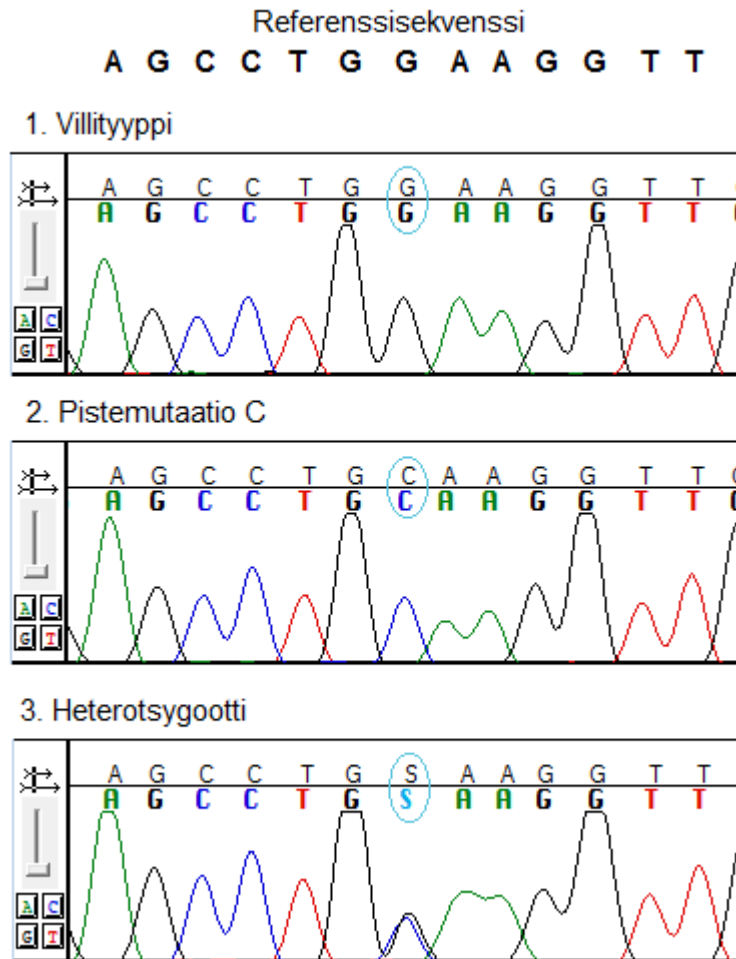 Referenssisekvenssi
A G C C T G G A A G G T T
1. Villityyppi
A G C C T G G A A G G T T
A G C C T G G A A G G T T
A C
G T
2. Pistemutaatio C
A G C C T G C A A G G T T
A G C C T G C A A G G T T
A C
G T
3. Heterotsygootti
A G C C T G S A A G G T T
A G C C T G S A A G G T T
A C
G T